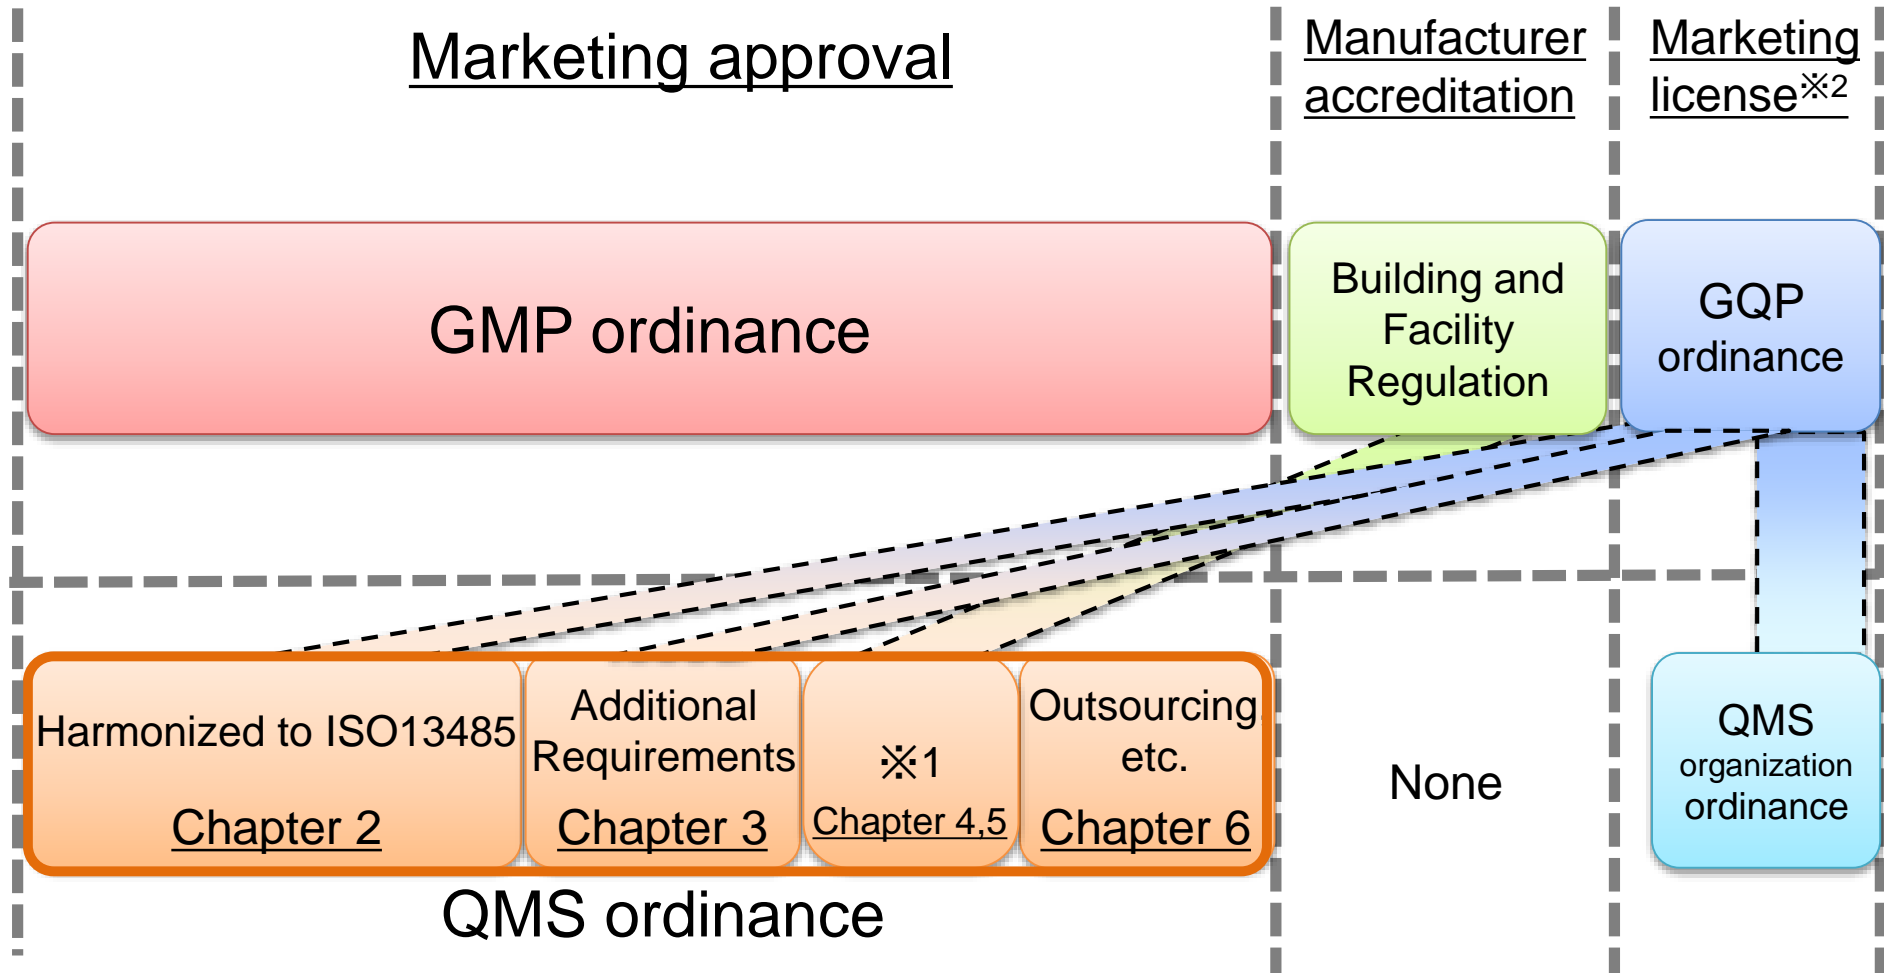 Marketing approval
Manufacturer
accreditation
Marketing
license※2
GMP ordinance
Building and
Facility
Regulation
GQP
ordinance
Harmonized to ISO13485
Chapter 2
Additional
Requirements
Chapter 3
※1
Chapter 4,5
Outsourcing,
etc.
Chapter 6
None
QMS
organization
ordinance
QMS ordinance